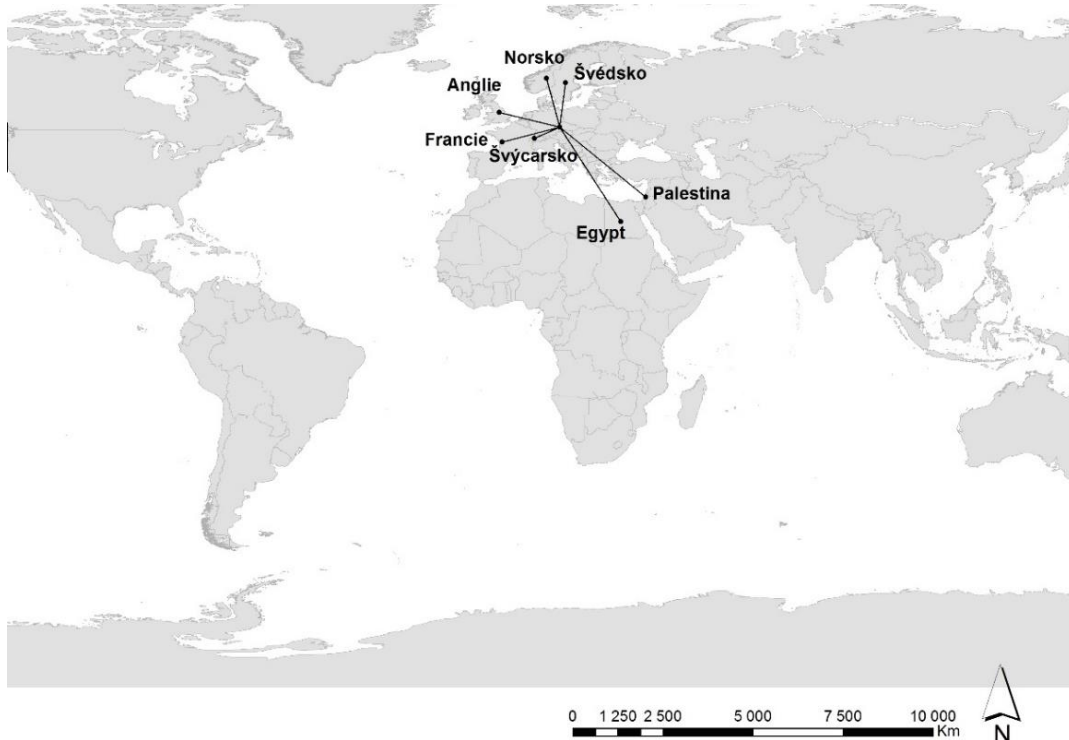 Norsko
Švédsko
Anglie
Francie
Švýcarsko
Palestina
Egypt
0 1 250 2 500 5 000 7 500 10 000
Km
N